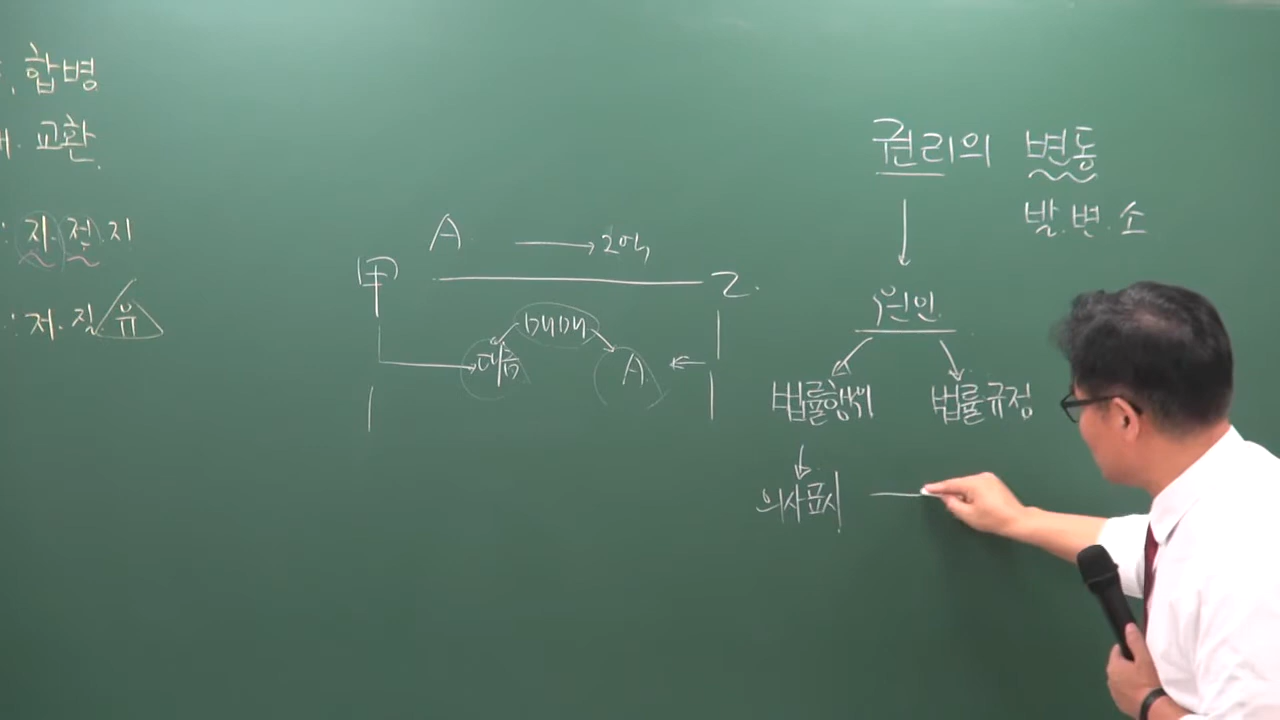 합병
교환
진.전.지
저.질 유
A → 2억
甲 乙.
매매
대금 A
권리의 변동
발.변.소
원인
법률행위 법률규정
의사표시